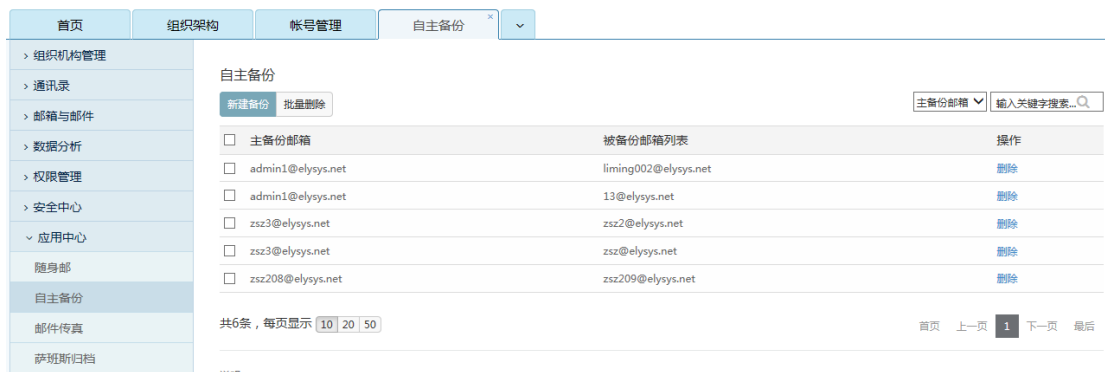 首页 组织架构 帐号管理 自主备份 ×
组织机构管理
通讯录
邮箱与邮件
数据分析
权限管理
安全中心
应用中心
随身邮
自主备份
邮件传真
萨班斯归档
自主备份
新建备份 批量删除 主备份邮箱 输入关键字搜索...
主备份邮箱 被备份邮箱列表 操作
admin1@elysys.net liming002@elysys.net 删除
admin1@elysys.net 13@elysys.net 删除
zsz3@elysys.net zsz2@elysys.net 删除
zsz3@elysys.net zsz@elysys.net 删除
zsz208@elysys.net zsz209@elysys.net 删除
共6条，每页显示 10 20 50 首页 上一页 1 下一页 最后